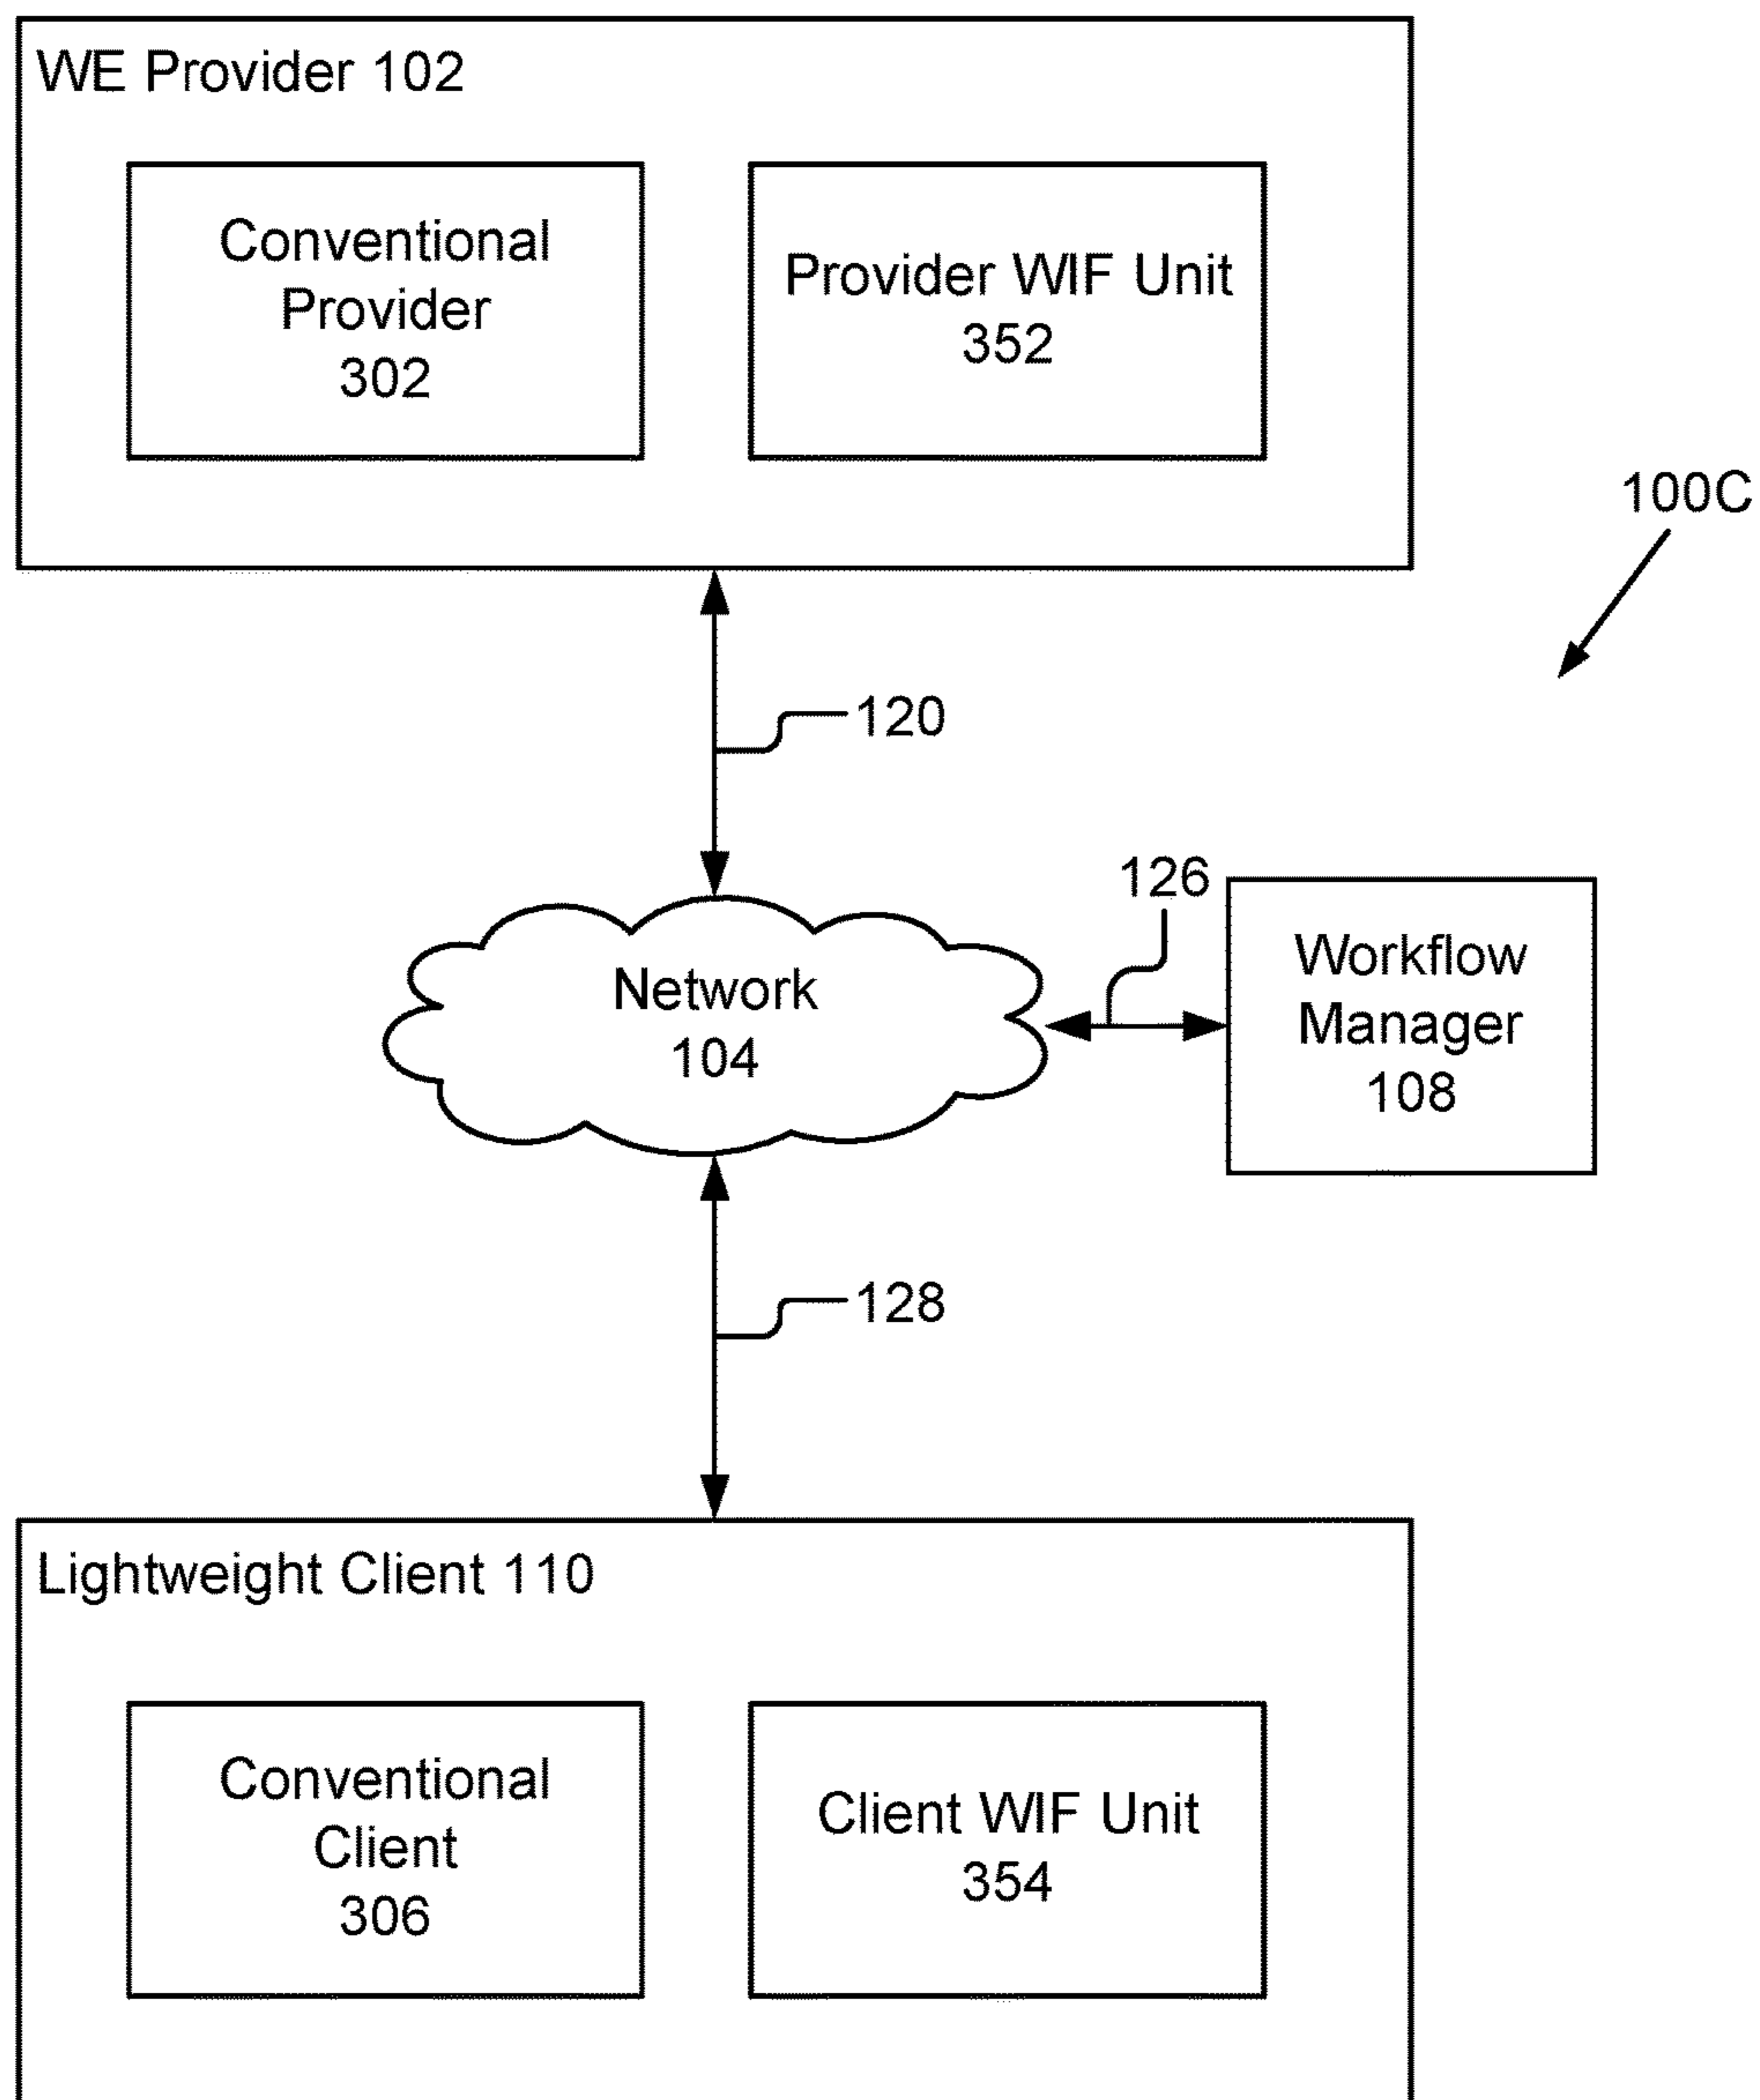 WE Provider 102
Conventional
Provider
302
Provider WIF Unit
352
100C
120
126
Network
104
Workflow
Manager
108
128
Lightweight Client 110
Conventional
Client
306
Client WIF Unit
354